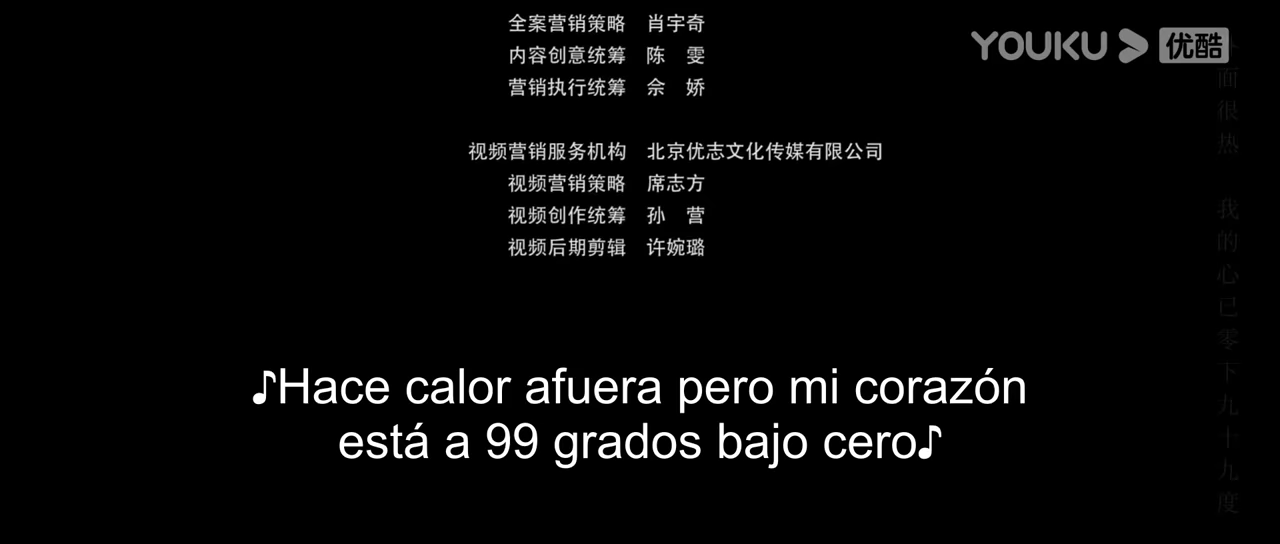 全案营销策略 肖宇奇
内容创意统筹 陈 雯
营销执行统筹 佘 娇
视频营销服务机构 北京优志文化传媒有限公司
视频营销策略 席志方
视频创作统筹 孙 营
视频后期剪辑 许婉璐
YOUKU 优酷
面很热 我的心已零下九十九度
♪Hace calor afuera pero mi corazón
está a 99 grados bajo cero♪